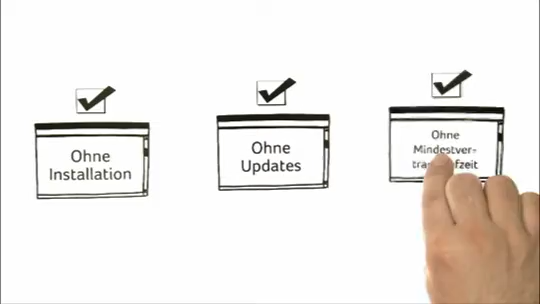 Ohne
Installation
Ohne
Updates
Ohne
Mindestver-